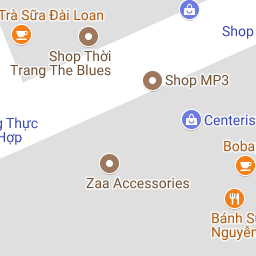 Trà Sữa Đài Loan
Shop
Shop Thời
Trang The Blues
Shop MP3
Centeris
Thực
Hợp
Boba
Zaa Accessories
Bánh
Nguyễn